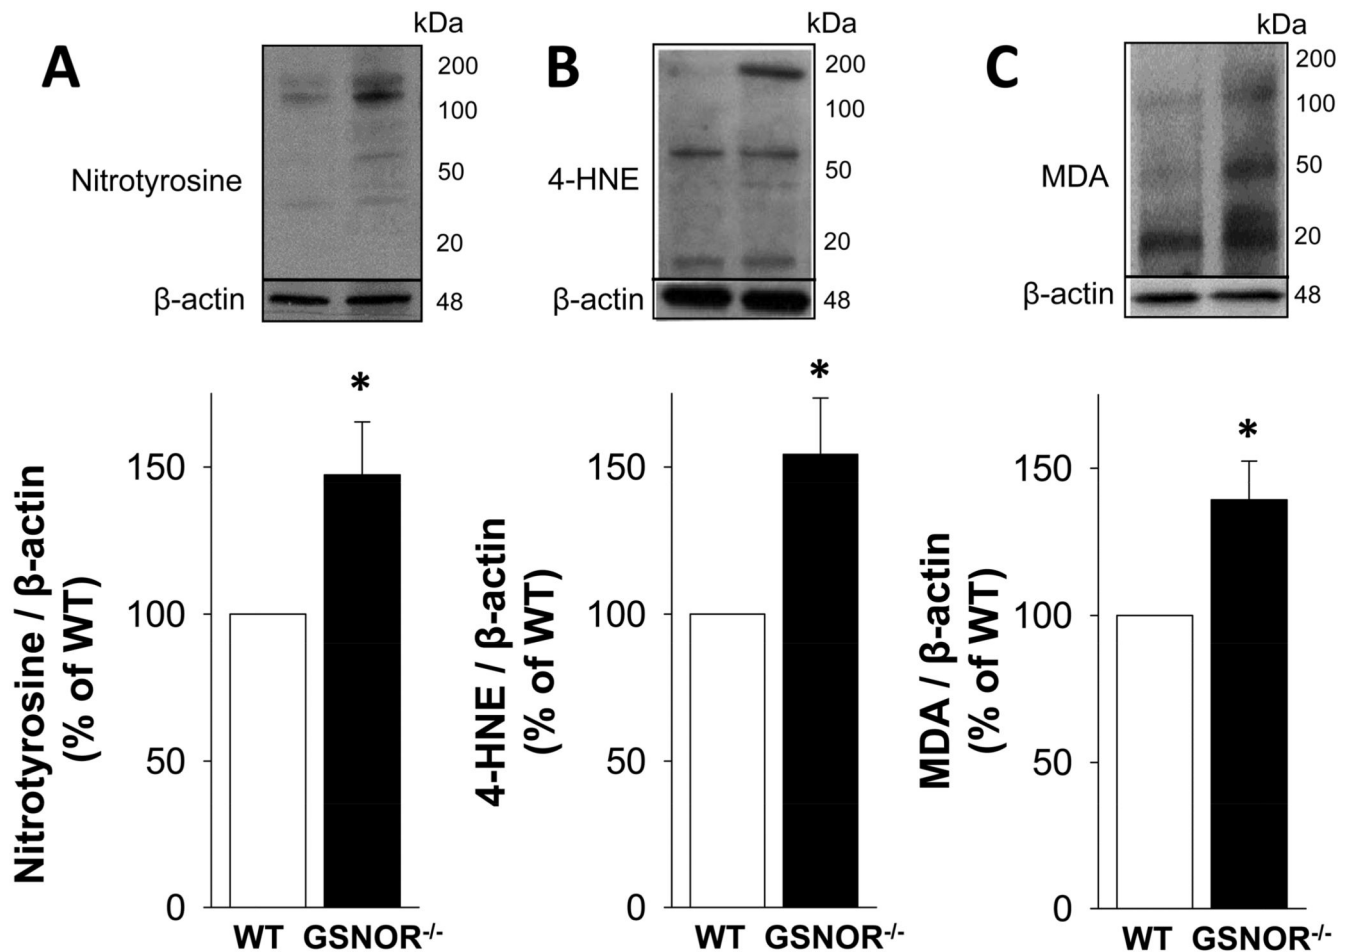 A
kDa
200
100
50
20
48
Nitrotyrosine
β-actin
*
Nitrotyrosine / β-actin
(% of WT)
150
100
50
0
WT GSNOR-/-
B
kDa
200
100
50
20
48
4-HNE
β-actin
*
4-HNE / β-actin
(% of WT)
150
100
50
0
WT GSNOR-/-
C
kDa
200
100
50
20
48
MDA
β-actin
*
MDA / β-actin
(% of WT)
150
100
50
0
WT GSNOR-/-